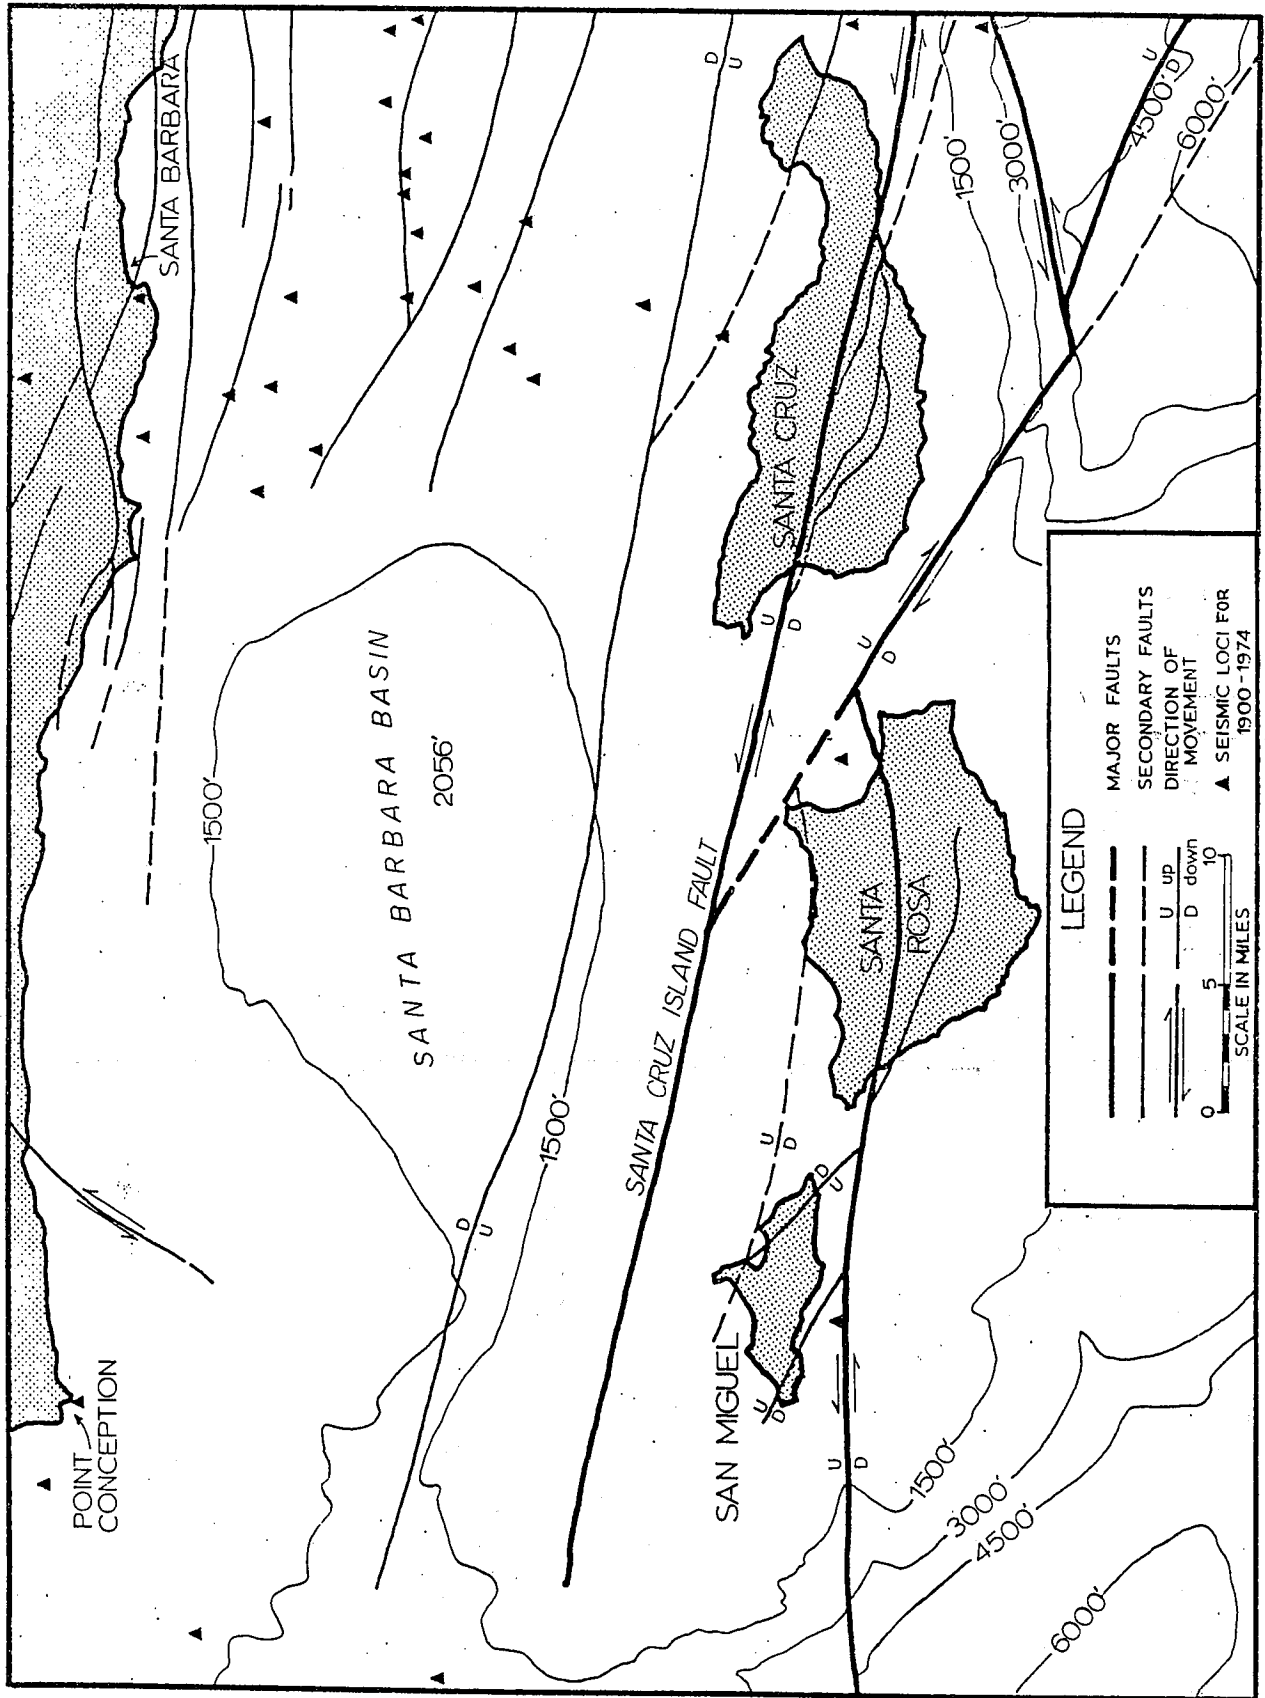 POINT
CONCEPTION
SANTA BARBARA
1500'
SANTA BARBARA BASIN
2056'
D
U
D
U
1500'
SANTA CRUZ ISLAND FAULT
SAN MIGUEL
U
D
U
D
D
U
U
D
SANTA
ROSA
SANTA CRUZ
U
D
U
D
1500'
3000'
4500'
6000'
1500'
3000'
4500'
6000'
U
D
LEGEND
MAJOR FAULTS
SECONDARY FAULTS
U up
D down
DIRECTION OF
MOVEMENT
0 5 10
SCALE IN MILES
SEISMIC LOCI FOR
1900-1974